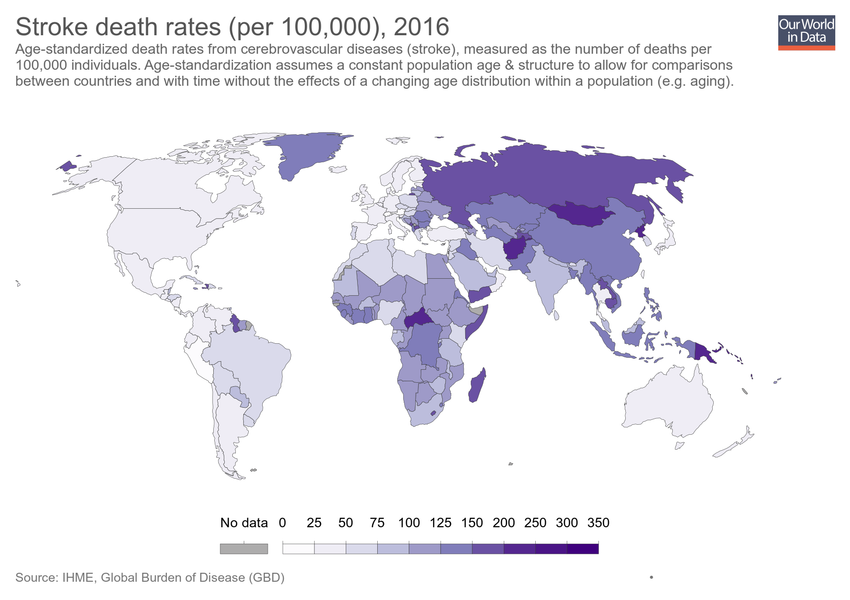 Stroke death rates (per 100,000), 2016
Our World
in Data
Age-standardized death rates from cerebrovascular diseases (stroke), measured as the number of deaths per
100,000 individuals. Age-standardization assumes a constant population age & structure to allow for comparisons
between countries and with time without the effects of a changing age distribution within a population (e.g. aging).
No data 0 25 50 75 100 125 150 200 250 300 350
Source: IHME, Global Burden of Disease (GBD)